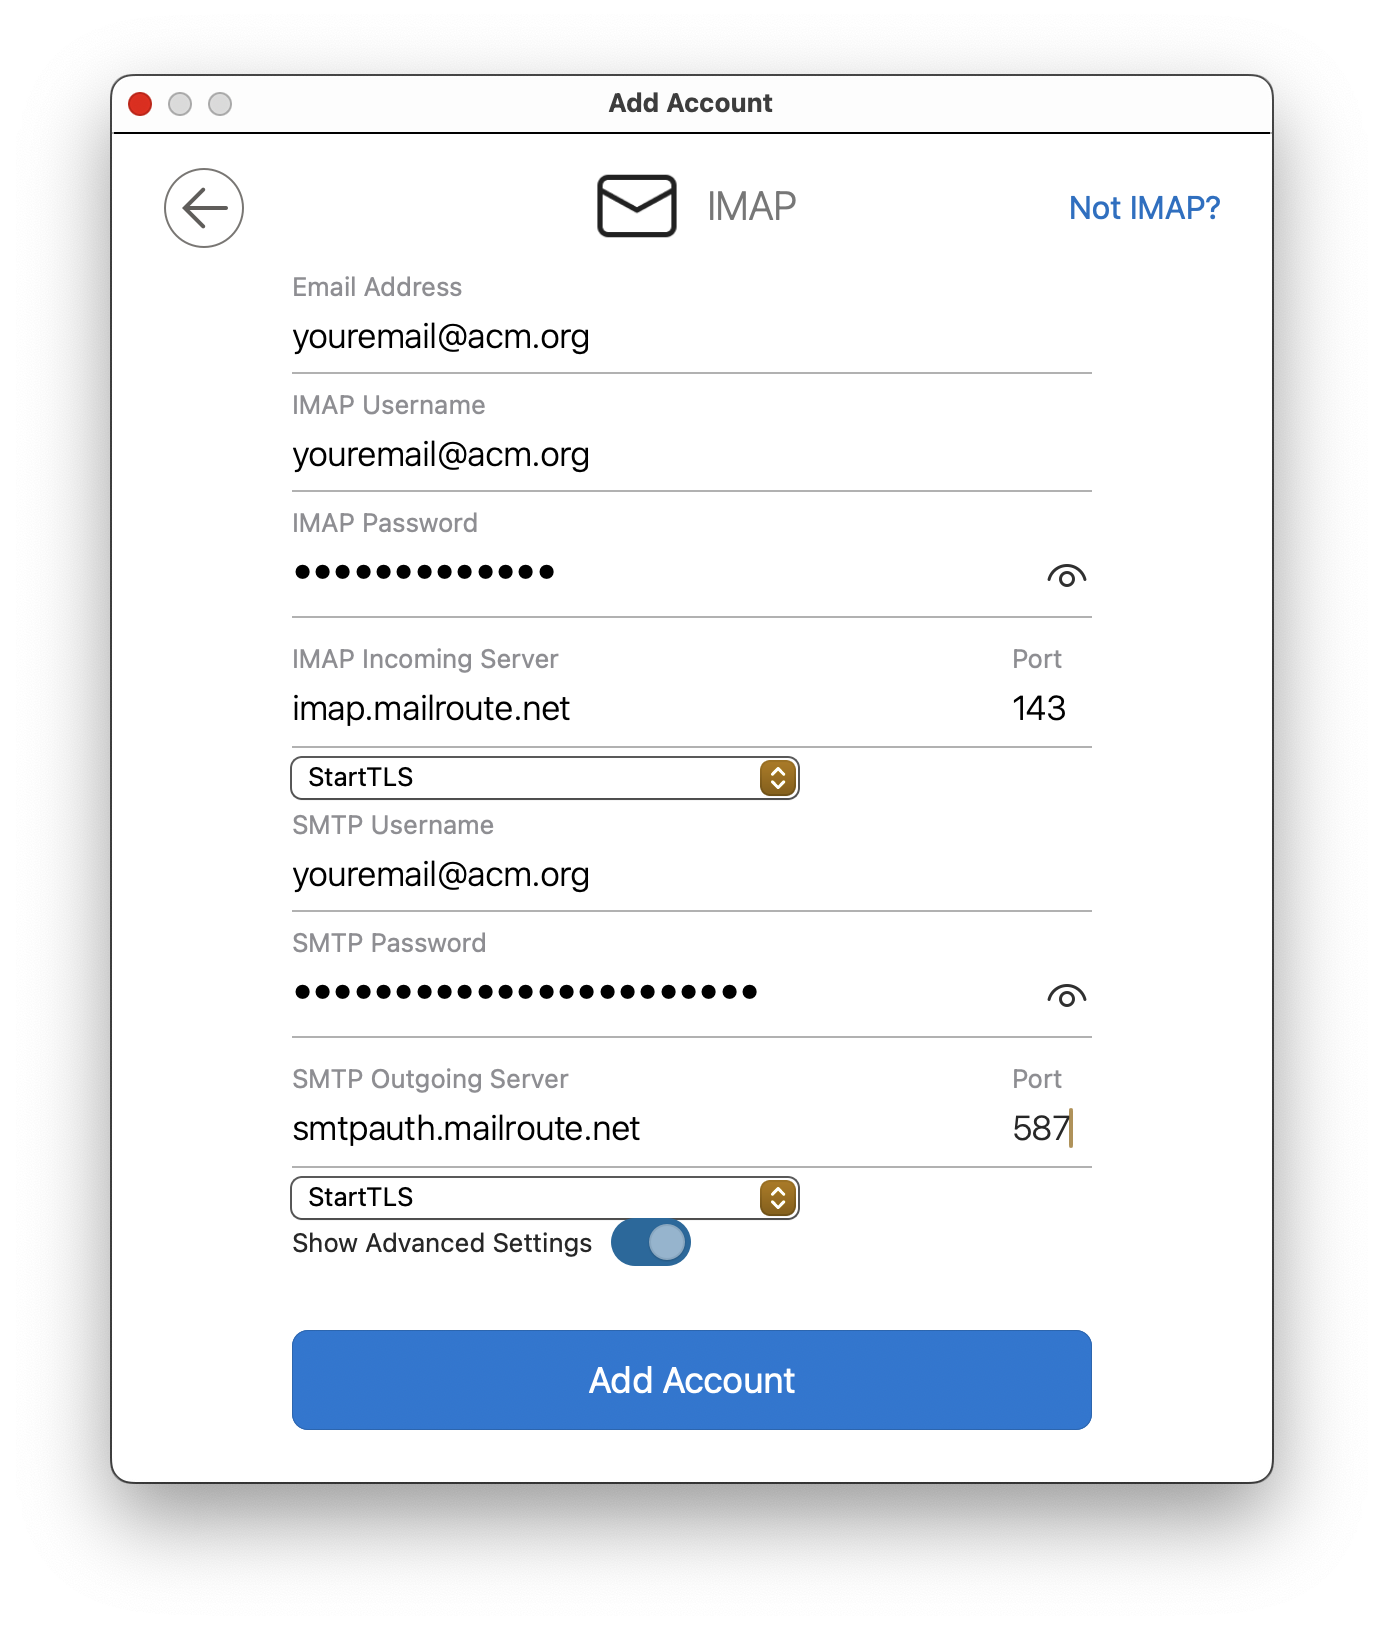 Add Account
IMAP
Not IMAP?
Email Address
youremail@acm.org
IMAP Username
youremail@acm.org
IMAP Password
•••••••••••••
IMAP Incoming Server Port
imap.mailroute.net 143
StartTLS
SMTP Username
youremail@acm.org
SMTP Password
•••••••••••••••••••••••
SMTP Outgoing Server Port
smtpauth.mailroute.net 587
StartTLS
Show Advanced Settings
Add Account